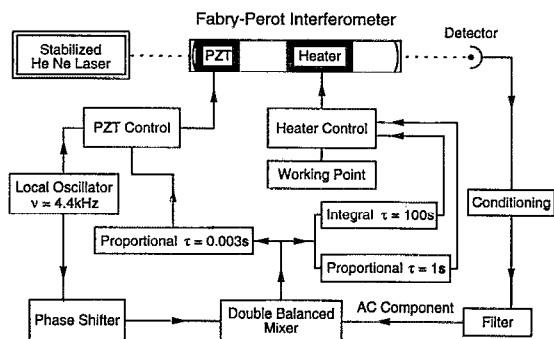 Fabry-Perot Interferometer
Detector
Stabilized
He Ne Laser
PZT
Heater
PZT Control
Heater Control
Working Point
Local Oscillator
ν = 4.4kHz
Conditioning
Integral τ = 100s
Proportional τ = 0.003s
Proportional τ = 1s
AC Component
Phase Shifter
Double Balanced
Mixer
Filter